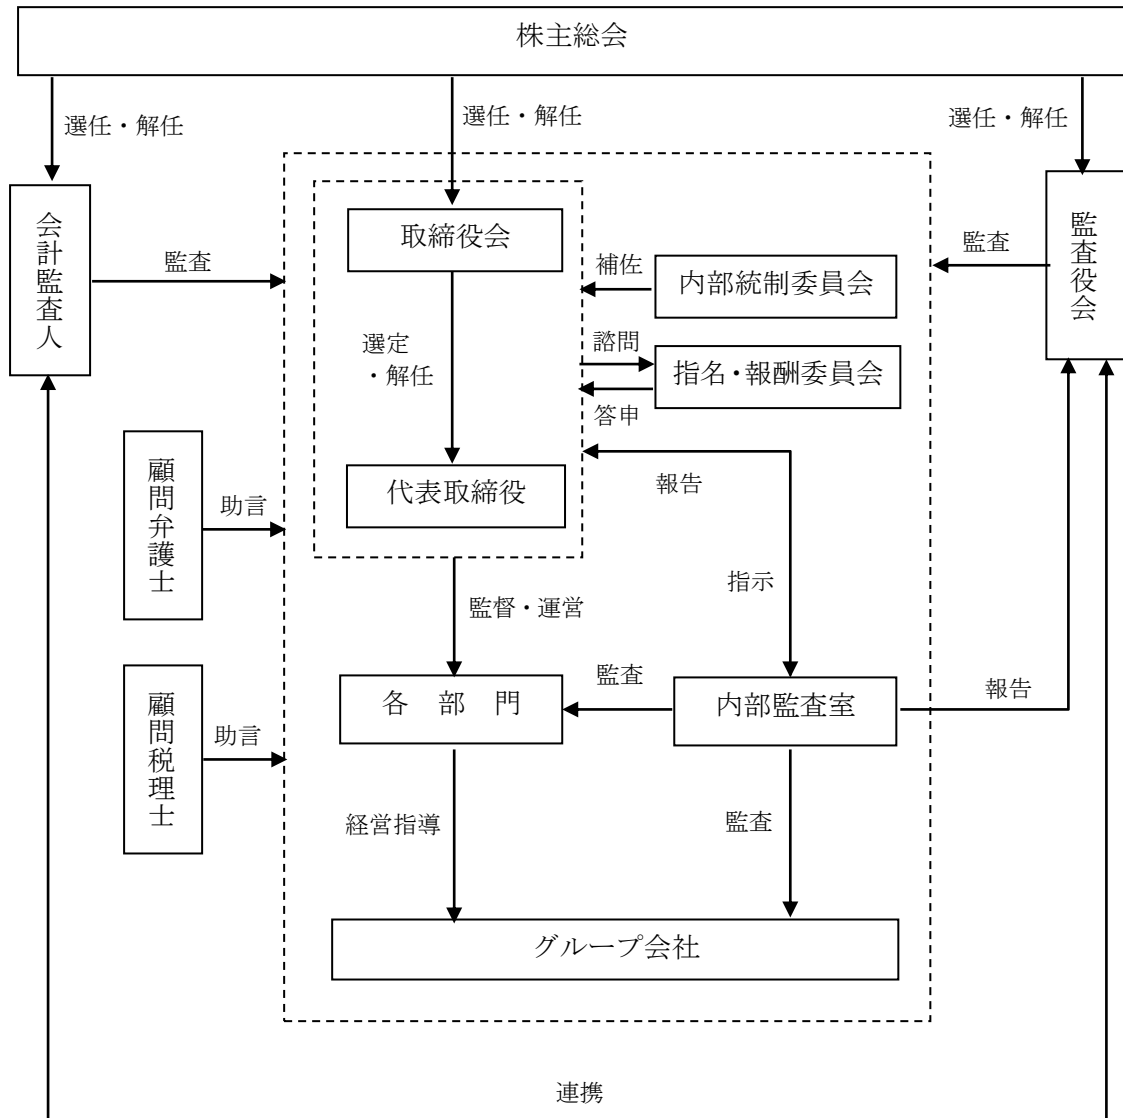 株主総会
選任・解任
選任・解任
選任・解任
会計監査人
監査
取締役会
補佐
内部統制委員会
監査
監査役会
選定
・解任
諮問
指名・報酬委員会
答申
代表取締役
報告
顧問弁護士
助言
指示
監督・運営
顧問税理士
助言
各 部 門
監査
内部監査室
報告
経営指導
監査
グループ会社
連携